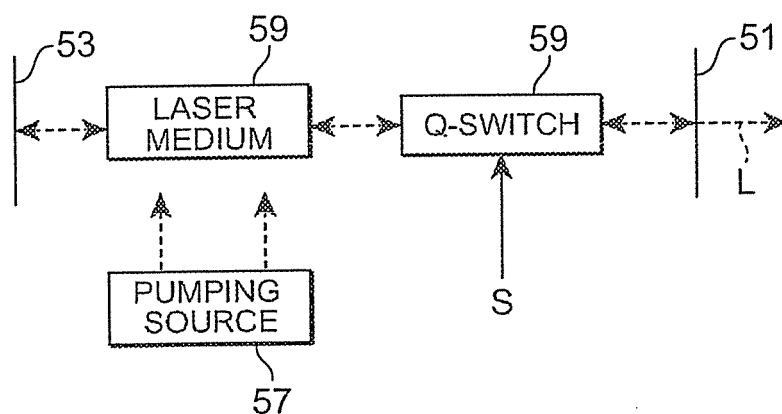 53
59
59
51
LASER
MEDIUM
Q-SWITCH
L
S
PUMPING
SOURCE
57